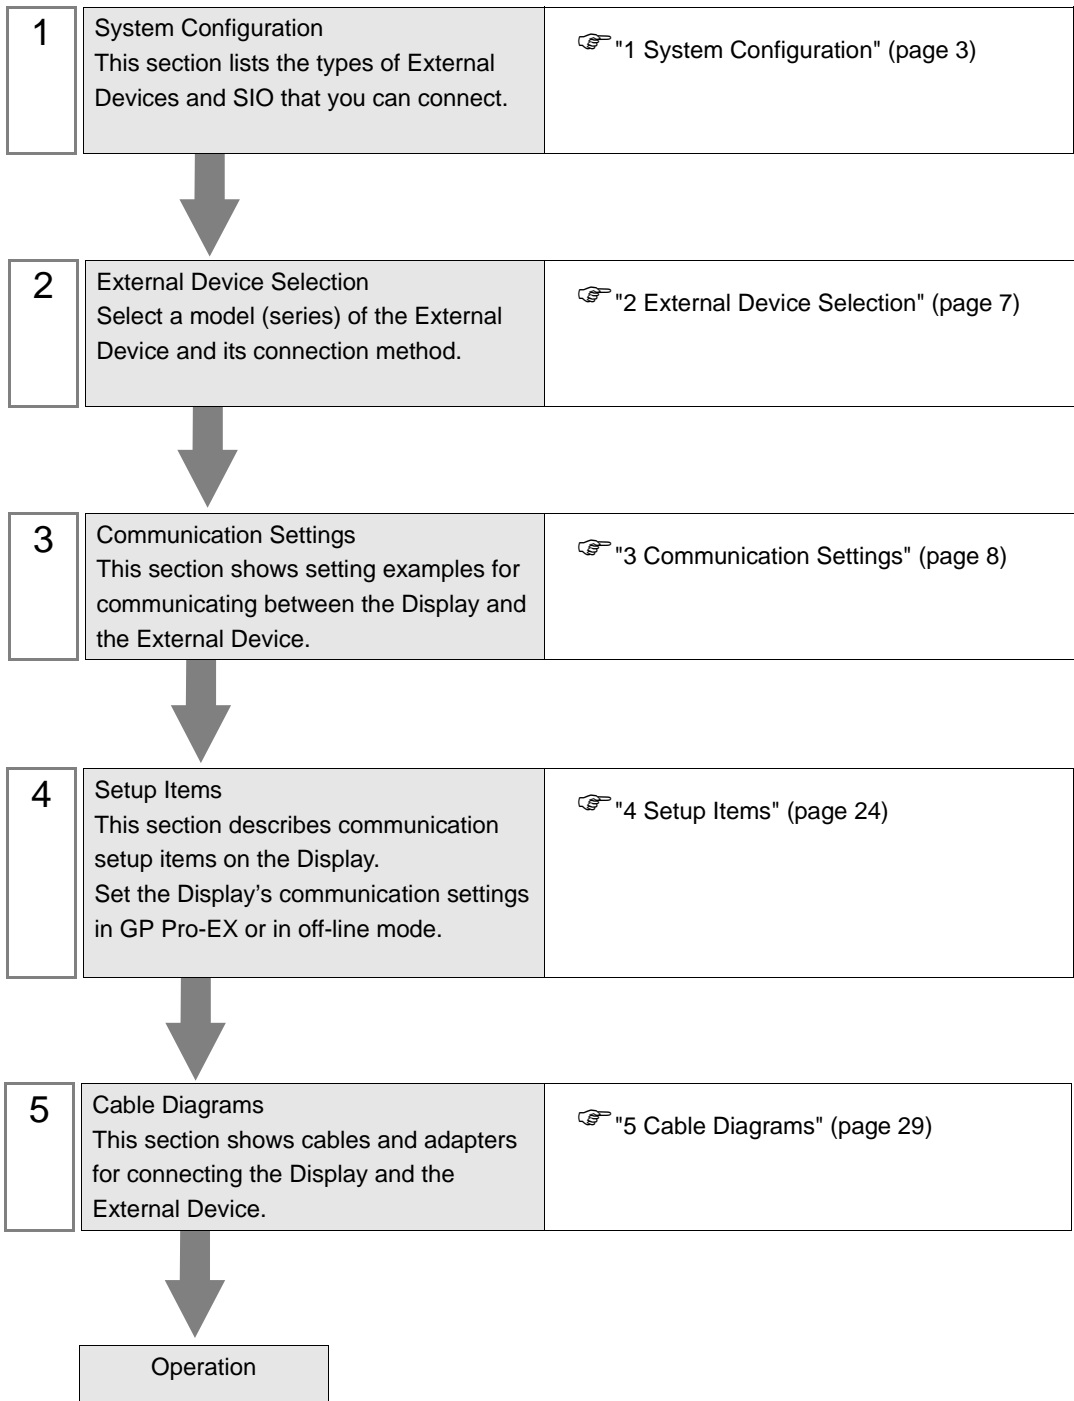 1
System Configuration
This section lists the types of External
Devices and SIO that you can connect.
"1 System Configuration" (page 3)
2
External Device Selection
Select a model (series) of the External
Device and its connection method.
"2 External Device Selection" (page 7)
3
Communication Settings
This section shows setting examples for
communicating between the Display and
the External Device.
"3 Communication Settings" (page 8)
4
Setup Items
This section describes communication
setup items on the Display.
Set the Display’s communication settings
in GP Pro-EX or in off-line mode.
"4 Setup Items" (page 24)
5
Cable Diagrams
This section shows cables and adapters
for connecting the Display and the
External Device.
"5 Cable Diagrams" (page 29)
Operation